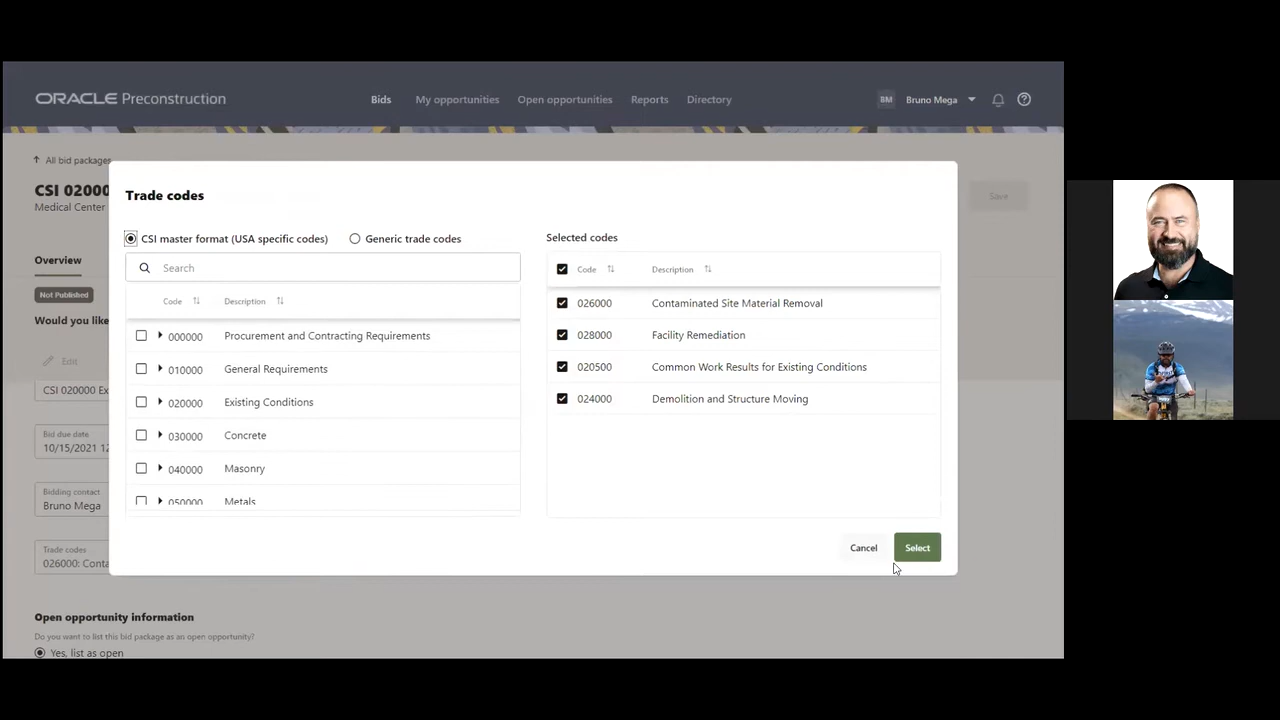 ORACLE Preconstruction
Bids My opportunities Open opportunities Reports Directory
BM Bruno Mega
All bid packages
CSI 02000
Medical Center
Save
Overview
Not Published
Would you like
Edit
CSI 020000 Ex
Bid due date
10/15/2021 12
Bidding contact
Bruno Mega
Trade codes
026000: Conta
Open opportunity information
Do you want to list this bid package as an open opportunity?
Yes, list as open
Trade codes
CSI master format (USA specific codes) Generic trade codes
Search
Code Description
000000 Procurement and Contracting Requirements
010000 General Requirements
020000 Existing Conditions
030000 Concrete
040000 Masonry
050000 Metals
Selected codes
Code Description
026000 Contaminated Site Material Removal
028000 Facility Remediation
020500 Common Work Results for Existing Conditions
024000 Demolition and Structure Moving
Cancel Select